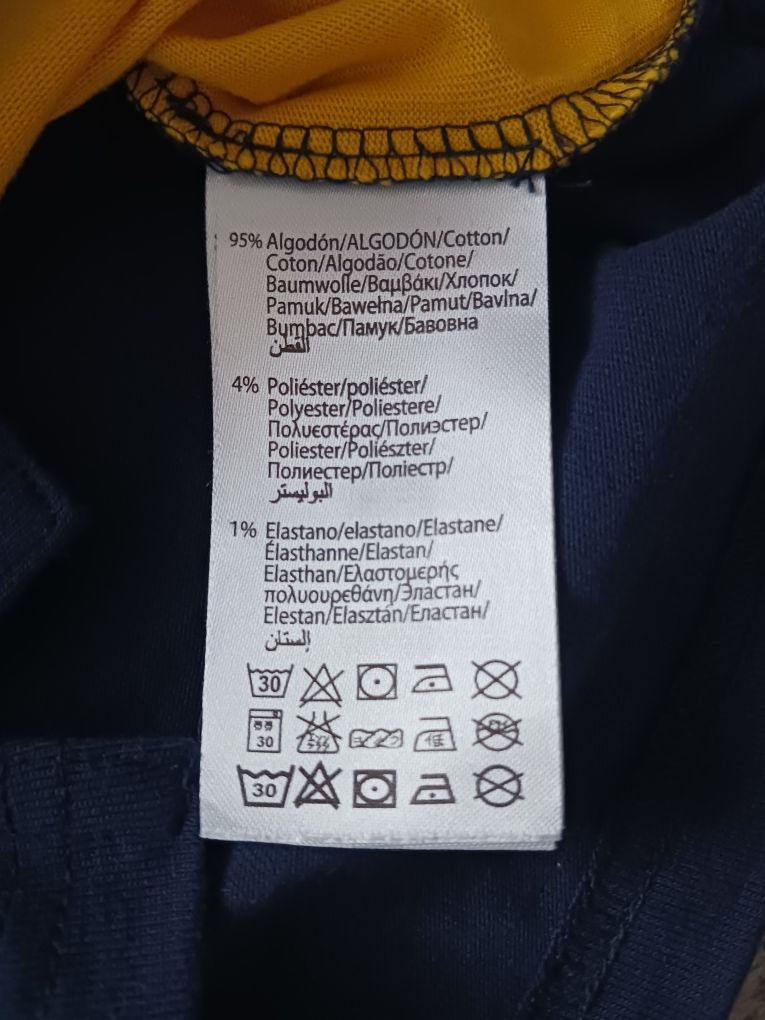 95% Algodón/ALGODÓN/Cotton/
Coton/Algodão/Cotone/
Baumwolle/Βαμβάκι/Хлопок/
Pamuk/Bawełna/Pamut/Bavlna/
Bumbac/Памук/Бавовна
القطن
4% Poliéster/poliéster/
Polyester/Poliestere/
Πολυεστέρας/Полиэстер/
Poliester/Poliészter/
Полиестер/Поліестр/
البوليستر
1% Elastano/elastano/Elastane/
Élasthanne/Elastan/
Elasthan/Ελαστομερής
πολυουρεθάνη/Эластан/
Elestan/Elasztán/Еластан/
إلستان
30
30 低
30